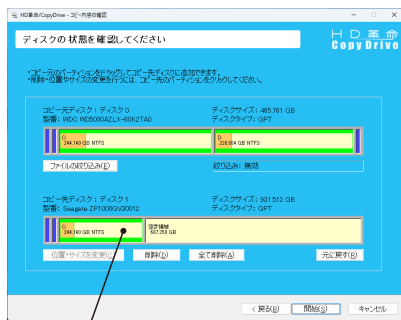 HD革命/CopyDrive - コピー内容の確認
ディスクの状態を確認してください
HD革命
CopyDrive
・コピー元のパーティションをドラッグしてコピー先ディスクに追加できます。
・削除・位置やサイズの変更を行うには、コピー先のパーティションをクリックしてください。
コピー元ディスク : ディスク 0
ディスクサイズ : 465.761 GB
型番 : WDC WD5000AZLX-60K2TA0
ディスクタイプ : GPT
C:
244.140 GB NTFS
D:
220.804 GB NTFS
ファイルの絞り込み(F)
絞り込み : 無効
コピー先ディスク : ディスク 1
ディスクサイズ : 931.512 GB
型番 : Seagate ZP1000GV30012
ディスクタイプ : GPT
C:
244.140 GB NTFS
空き領域
687.250 GB
位置・サイズを変更(C)
削除(D)
全て削除(A)
元に戻す(R)
< 戻る(B)
開始(S)
キャンセル